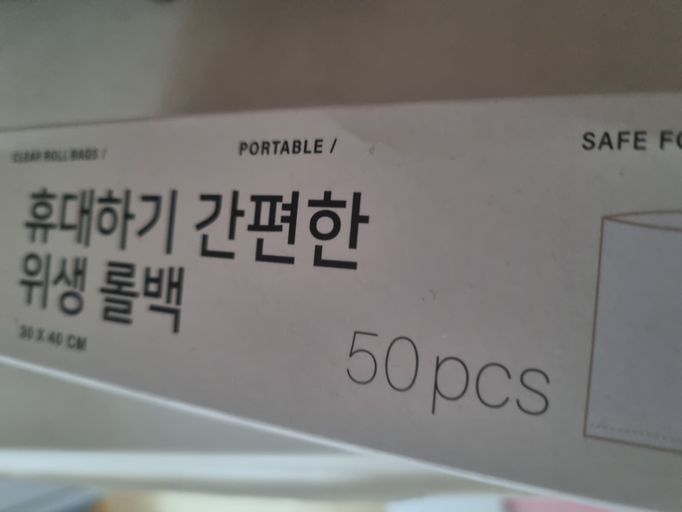 CLEAR ROLL BAGS /
PORTABLE /
SAFE FO
휴대하기 간편한
위생 롤백
30 X 40 CM
50pcs